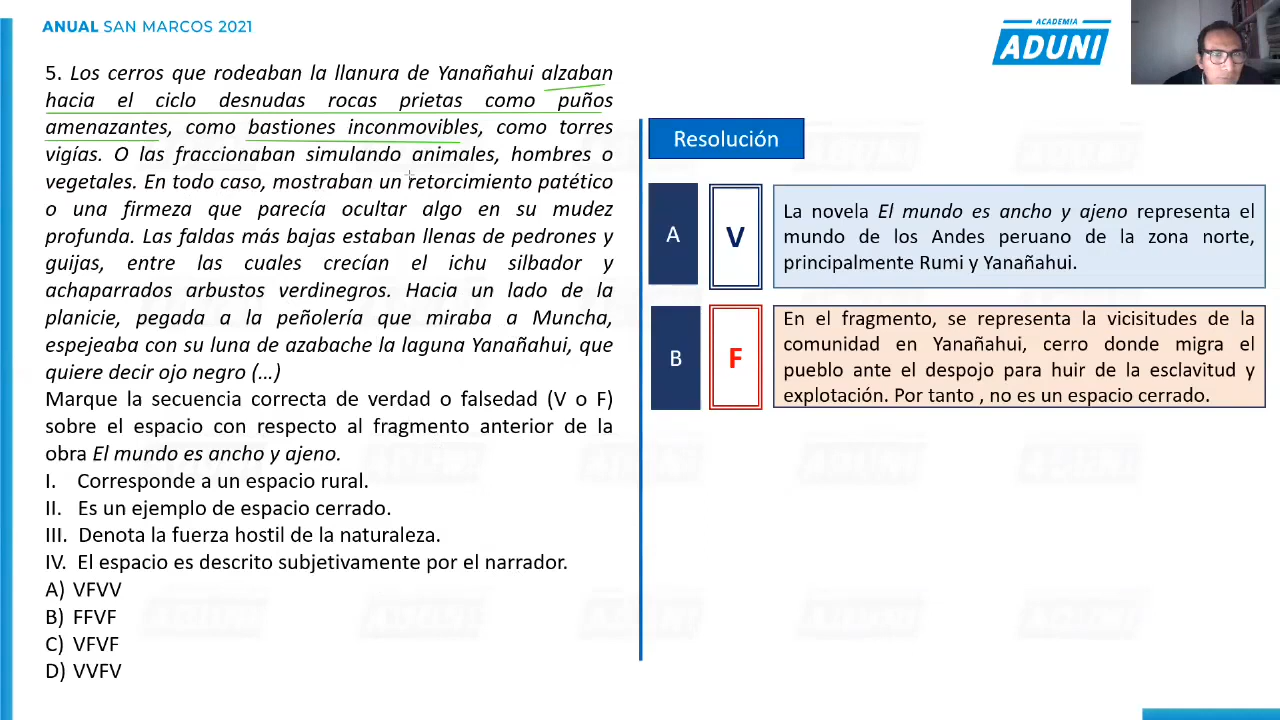 ANUAL SAN MARCOS 2021
ACADEMIA
ADUNI
5. Los cerros que rodeaban la llanura de Yanañahui alzaban
hacia el ciclo desnudas rocas prietas como puños
amenazantes, como bastiones inconmovibles, como torres
vigías. O las fraccionaban simulando animales, hombres o
vegetales. En todo caso, mostraban un retorcimiento patético
o una firmeza que parecía ocultar algo en su mudez
profunda. Las faldas más bajas estaban llenas de pedrones y
guijas, entre las cuales crecían el ichu silbador y
achaparrados arbustos verdinegros. Hacia un lado de la
planicie, pegada a la peñolería que miraba a Muncha,
espejeaba con su luna de azabache la laguna Yanañahui, que
quiere decir ojo negro (...)
Marque la secuencia correcta de verdad o falsedad (V o F)
sobre el espacio con respecto al fragmento anterior de la
obra El mundo es ancho y ajeno.
I. Corresponde a un espacio rural.
II. Es un ejemplo de espacio cerrado.
III. Denota la fuerza hostil de la naturaleza.
IV. El espacio es descrito subjetivamente por el narrador.
A) VFVV
B) FFVF
C) VFVF
D) VVFV
Resolución
A
V
La novela El mundo es ancho y ajeno representa el
mundo de los Andes peruano de la zona norte,
principalmente Rumi y Yanañahui.
B
F
En el fragmento, se representa la vicisitudes de la
comunidad en Yanañahui, cerro donde migra el
pueblo ante el despojo para huir de la esclavitud y
explotación. Por tanto , no es un espacio cerrado.